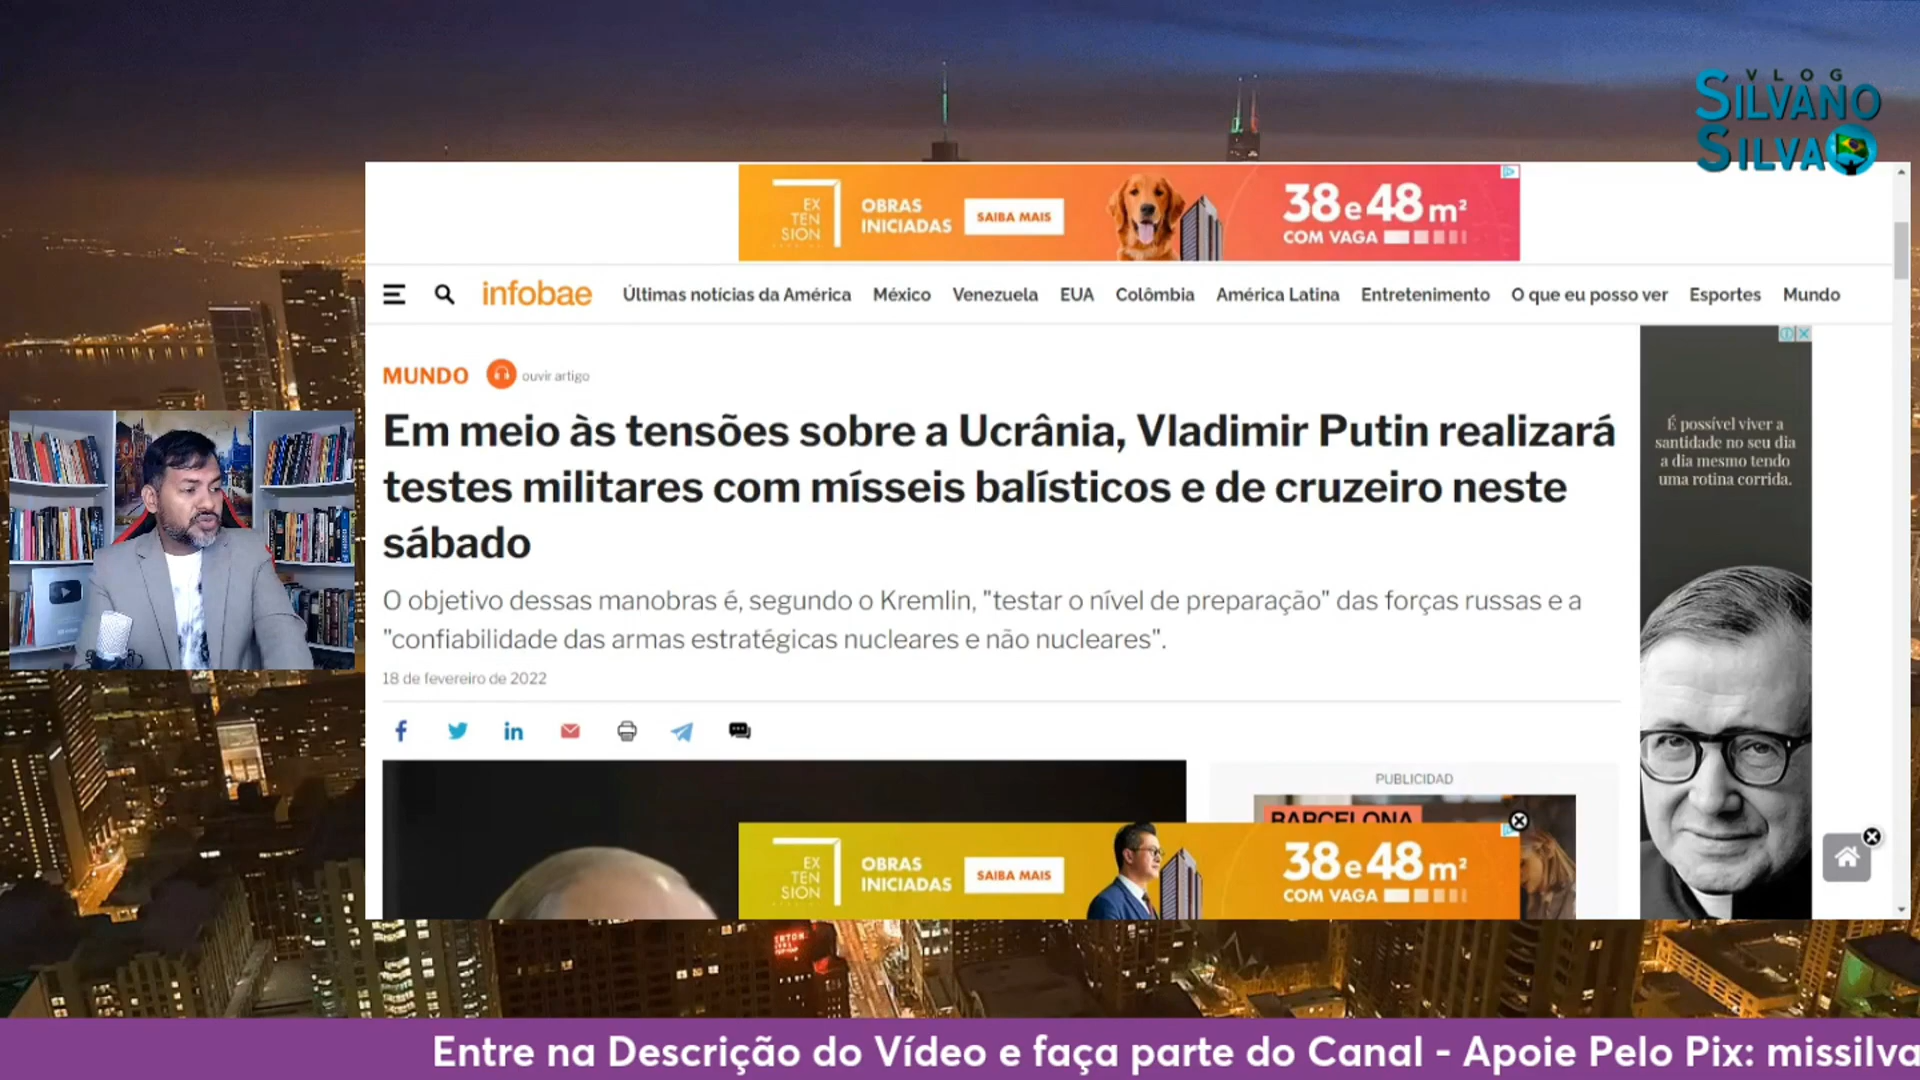 VLOG
SILVANO
SILVA
EX
TEN
SION
OBRAS
INICIADAS
SAIBA MAIS
38 e 48 m²
COM VAGA
infobae
Últimas notícias da América México Venezuela EUA Colômbia América Latina Entretenimento O que eu posso ver Esportes Mundo
MUNDO ouvir artigo
Em meio às tensões sobre a Ucrânia, Vladimir Putin realizará
testes militares com mísseis balísticos e de cruzeiro neste
sábado
O objetivo dessas manobras é, segundo o Kremlin, "testar o nível de preparação" das forças russas e a
"confiabilidade das armas estratégicas nucleares e não nucleares".
18 de fevereiro de 2022
É possível viver a
santidade no seu dia
a dia mesmo tendo
uma rotina corrida.
PUBLICIDAD
BARCELONA
EX
TEN
SION
OBRAS
INICIADAS
SAIBA MAIS
38 e 48 m²
COM VAGA
Entre na Descrição do Vídeo e faça parte do Canal - Apoie Pelo Pix: missilva